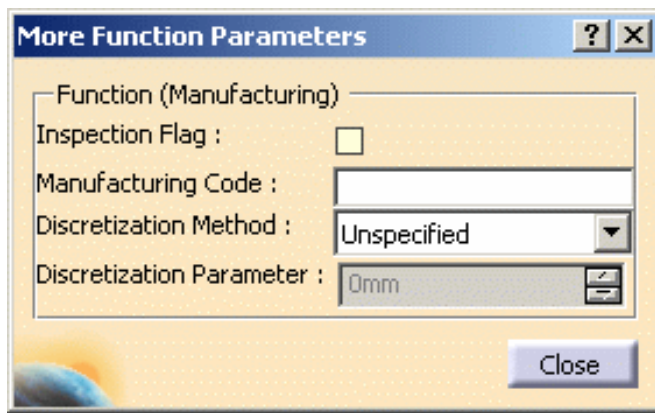 More Function Parameters
Function (Manufacturing)
Inspection Flag :
Manufacturing Code :
Discretization Method : Unspecified
Discretization Parameter : 0mm
Close